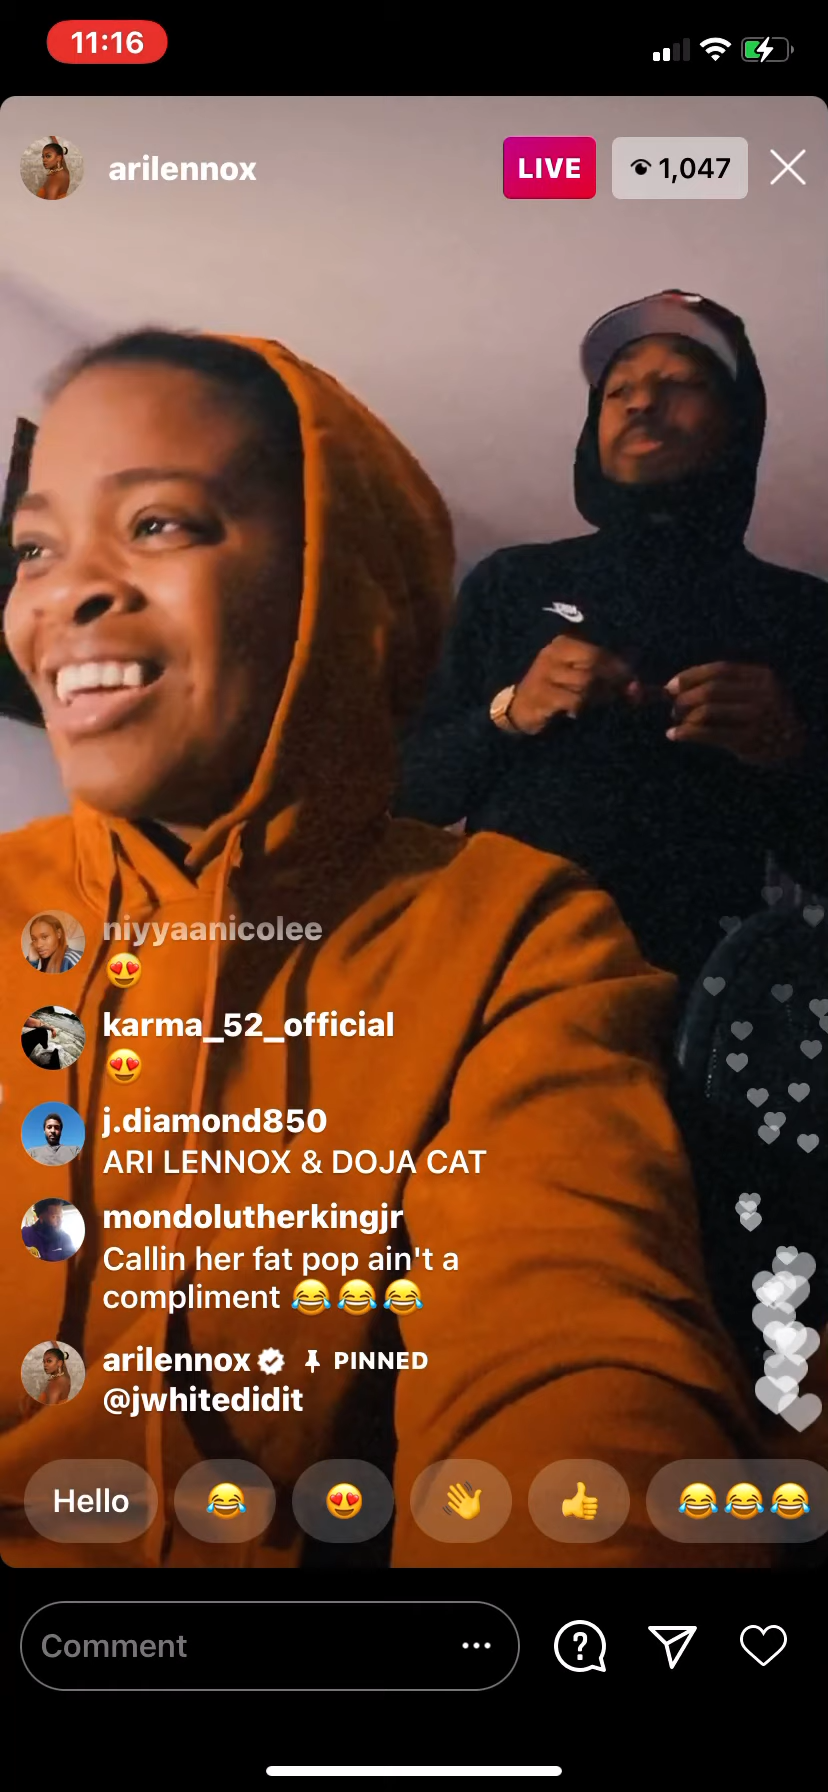 11:16
arilennox
LIVE
1,047
niyyaanicolee
😍
karma_52_official
😍
j.diamond850
ARI LENNOX & DOJA CAT
mondolutherkingjr
Callin her fat pop ain't a
compliment 😂😂😂
arilennox PINNED
@jwhitedidit
Hello 😂 😍 👋 👍 😂😂😂
Comment